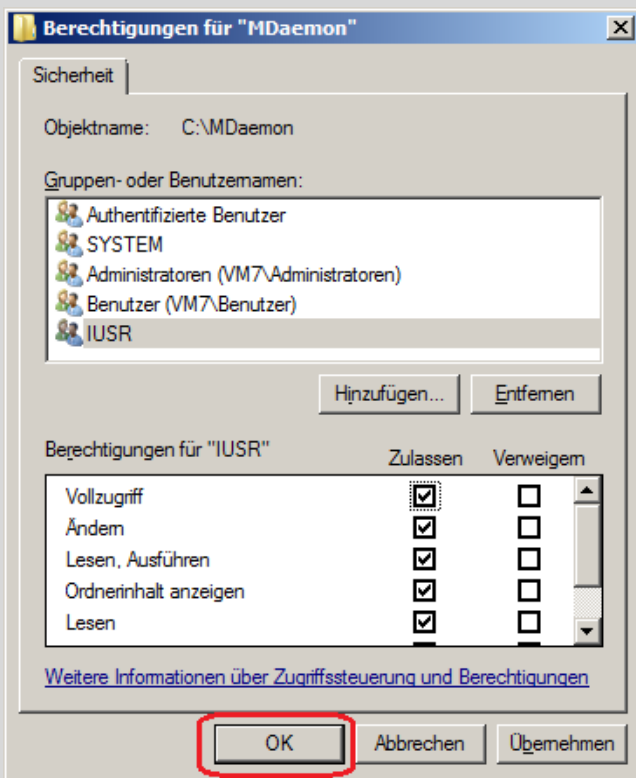 Berechtigungen für "MDaemon"
Sicherheit
Objektname: C:\MDaemon
Gruppen- oder Benutzernamen:
Authentifizierte Benutzer
SYSTEM
Administratoren (VM7\Administratoren)
Benutzer (VM7\Benutzer)
IUSR
Hinzufügen... Entfernen
Berechtigungen für "IUSR" Zulassen Verweigern
Vollzugriff
Ändern
Lesen, Ausführen
Ordnerinhalt anzeigen
Lesen
Weitere Informationen über Zugriffssteuerung und Berechtigungen
OK Abbrechen Übernehmen